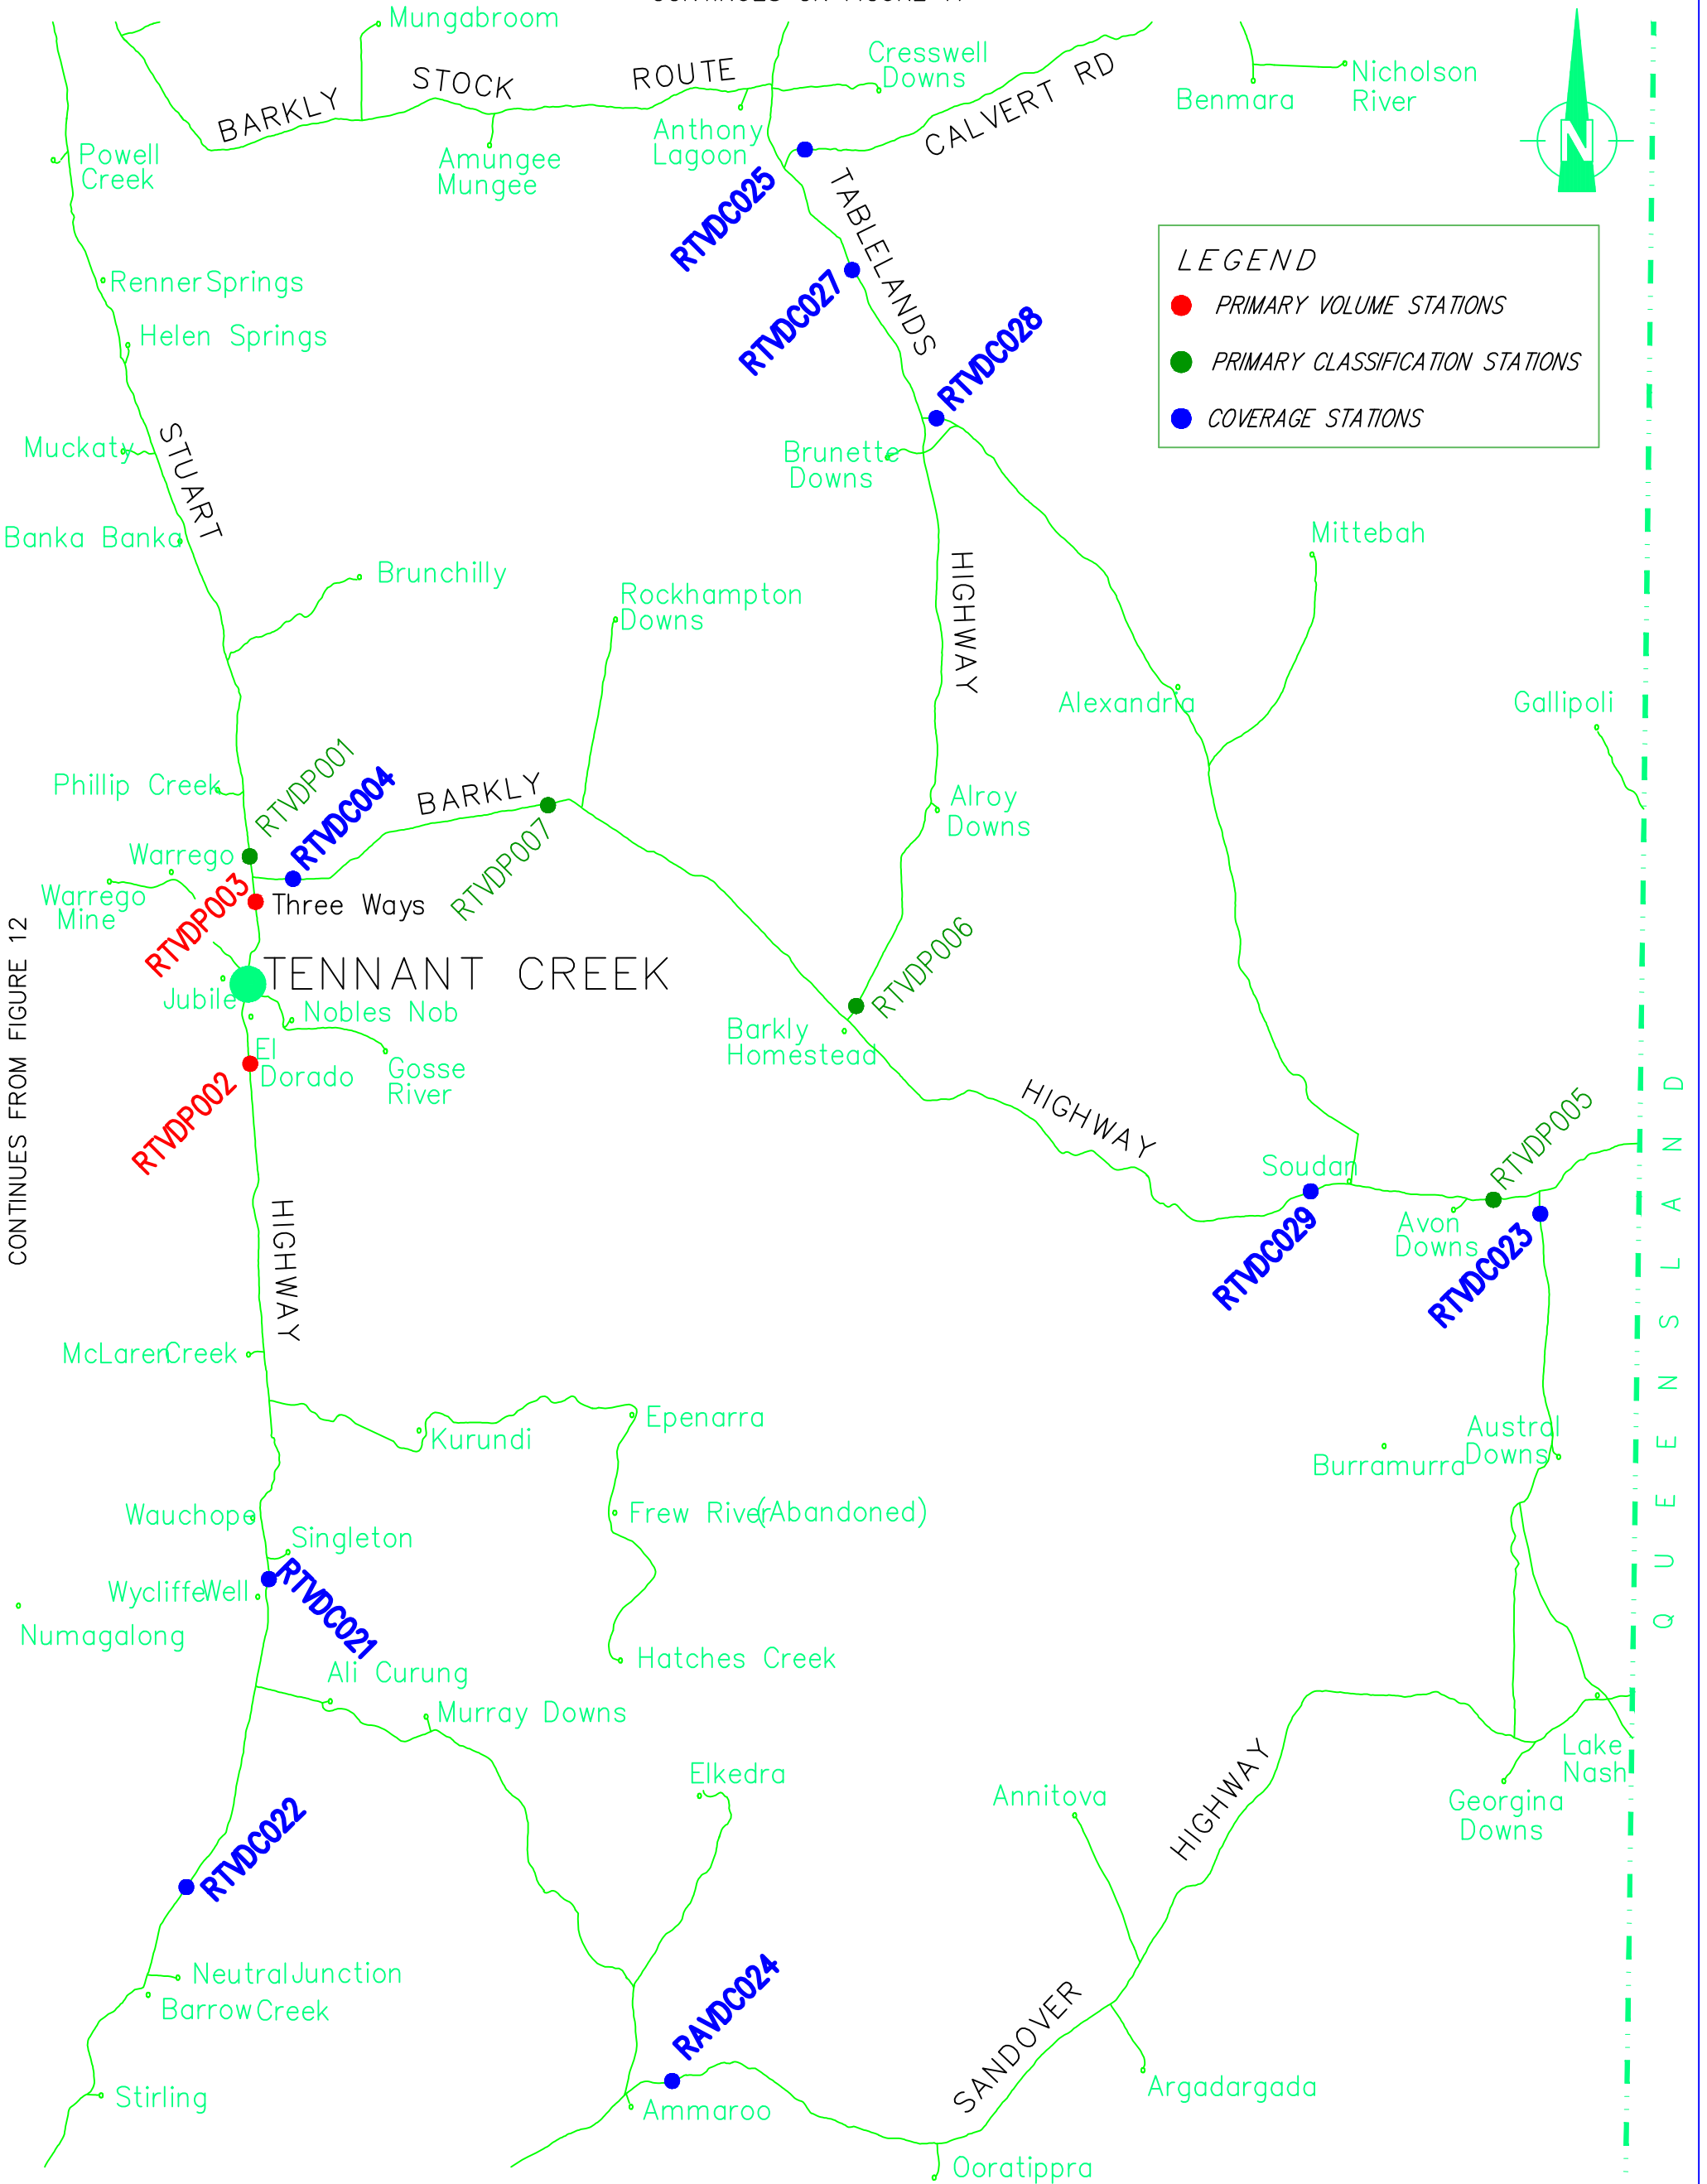 Mungabroom
BARKLY STOCK ROUTE
Cresswell
Downs
CALVERT RD
Nicholson
River
Benmara
Powell
Creek
Amungee
Mungee
Anthony
Lagoon
N
RTVDC025
TABLELANDS
LEGEND
PRIMARY VOLUME STATIONS
PRIMARY CLASSIFICATION STATIONS
COVERAGE STATIONS
Renner Springs
RTVDC027
RTVDC028
Helen Springs
STUART
Muckaty
Brunette
Downs
Banka Banka
Mittebah
Brunchilly
HIGHWAY
Rockhampton
Downs
Alexandria
Gallipoli
Phillip Creek
RTVDP001
RTVDC004
BARKLY
RTVDP007
Alroy
Downs
Warrego
Warrego
Mine
RTVDP003
Three Ways
RTVDP006
TENNANT CREEK
Jubile
Nobles Nob
Barkly
Homestead
El
Dorado
Gosse
River
RTVDP002
CONTINUES FROM FIGURE 12
HIGHWAY
RTVDP005
QUEENSLAND
Soudan
RTVDC029
Avon
Downs
RTVDC023
HIGHWAY
McLaren Creek
Epenarra
Kurundi
Austral
Downs
Burramurra
Wauchope
Frew River (Abandoned)
Singleton
Wycliffe Well
RTVDC021
Numagalong
Hatches Creek
Ali Curung
Murray Downs
Elkedra
Annitova
HIGHWAY
Lake
Nash
Georgina
Downs
RTVDC022
Neutral Junction
Barrow Creek
RAVDC024
SANDOVER
Stirling
Ammaroo
Argadargada
Ooratippra